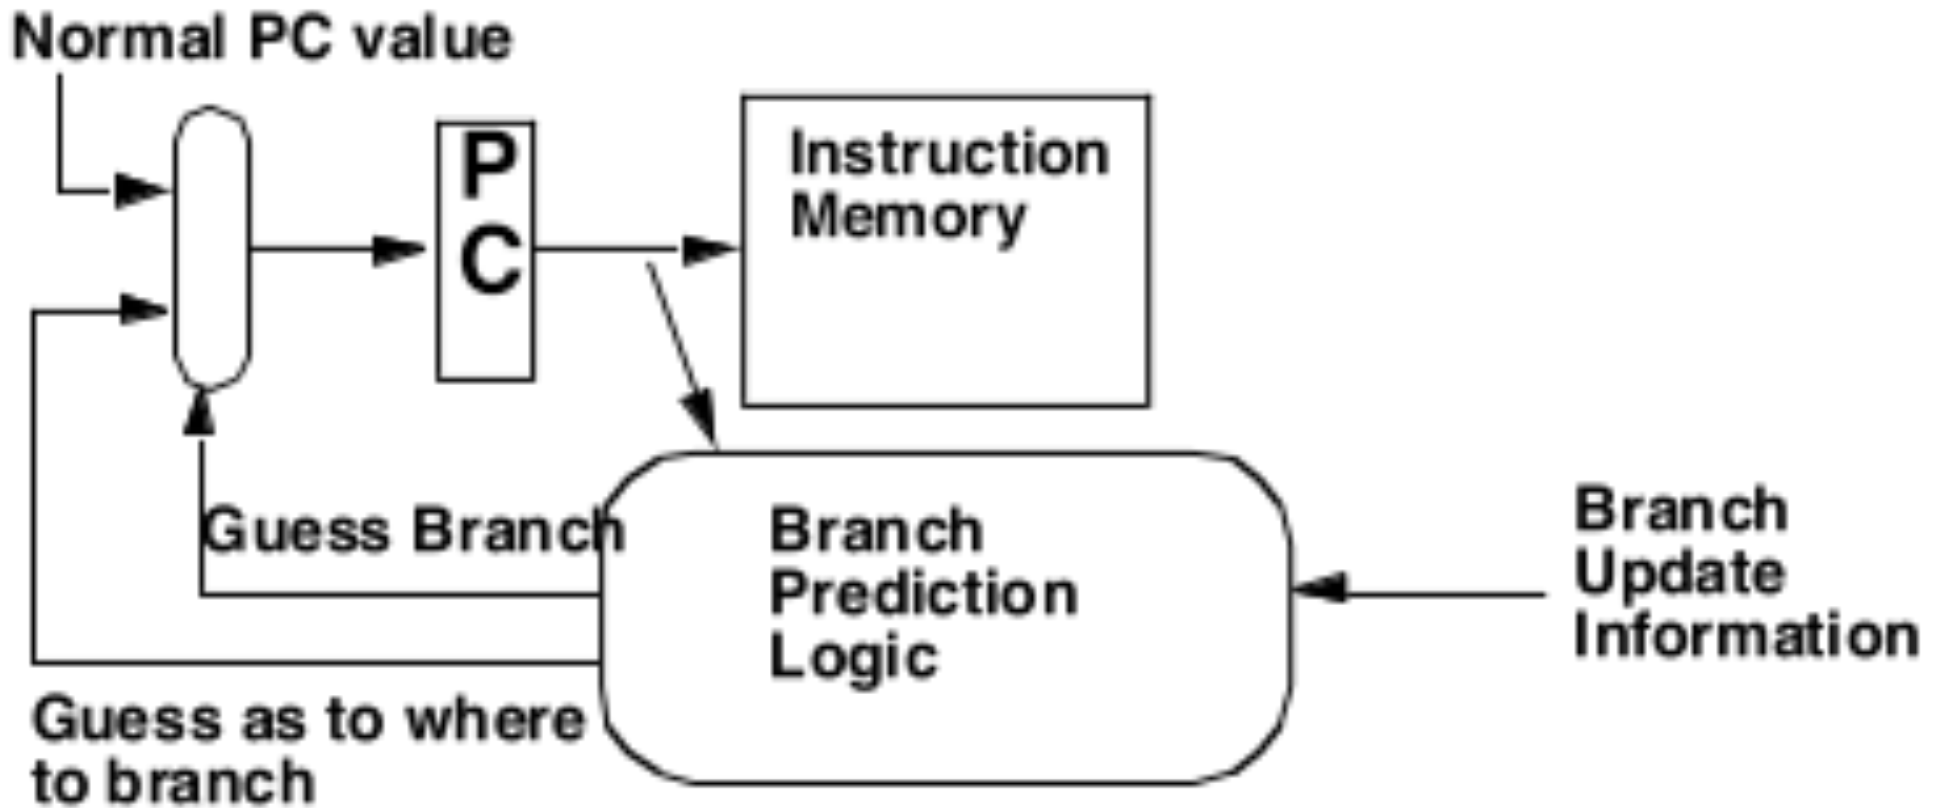 Normal PC value
P
C
Instruction
Memory
Guess Branch
Branch
Prediction
Logic
Branch
Update
Information
Guess as to where
to branch